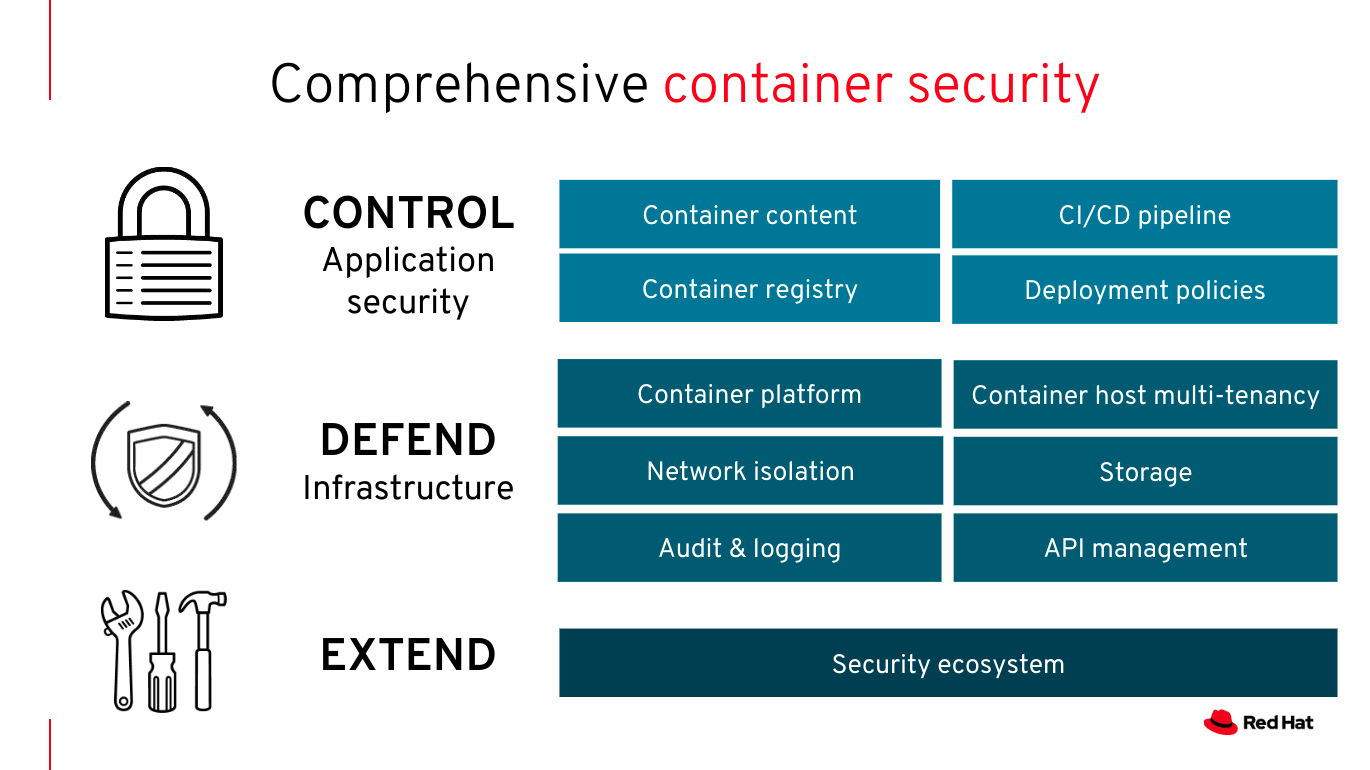 Comprehensive container security
CONTROL
Application
security
Container content
CI/CD pipeline
Container registry
Deployment policies
DEFEND
Infrastructure
Container platform
Container host multi-tenancy
Network isolation
Storage
Audit & logging
API management
EXTEND
Security ecosystem
Red Hat